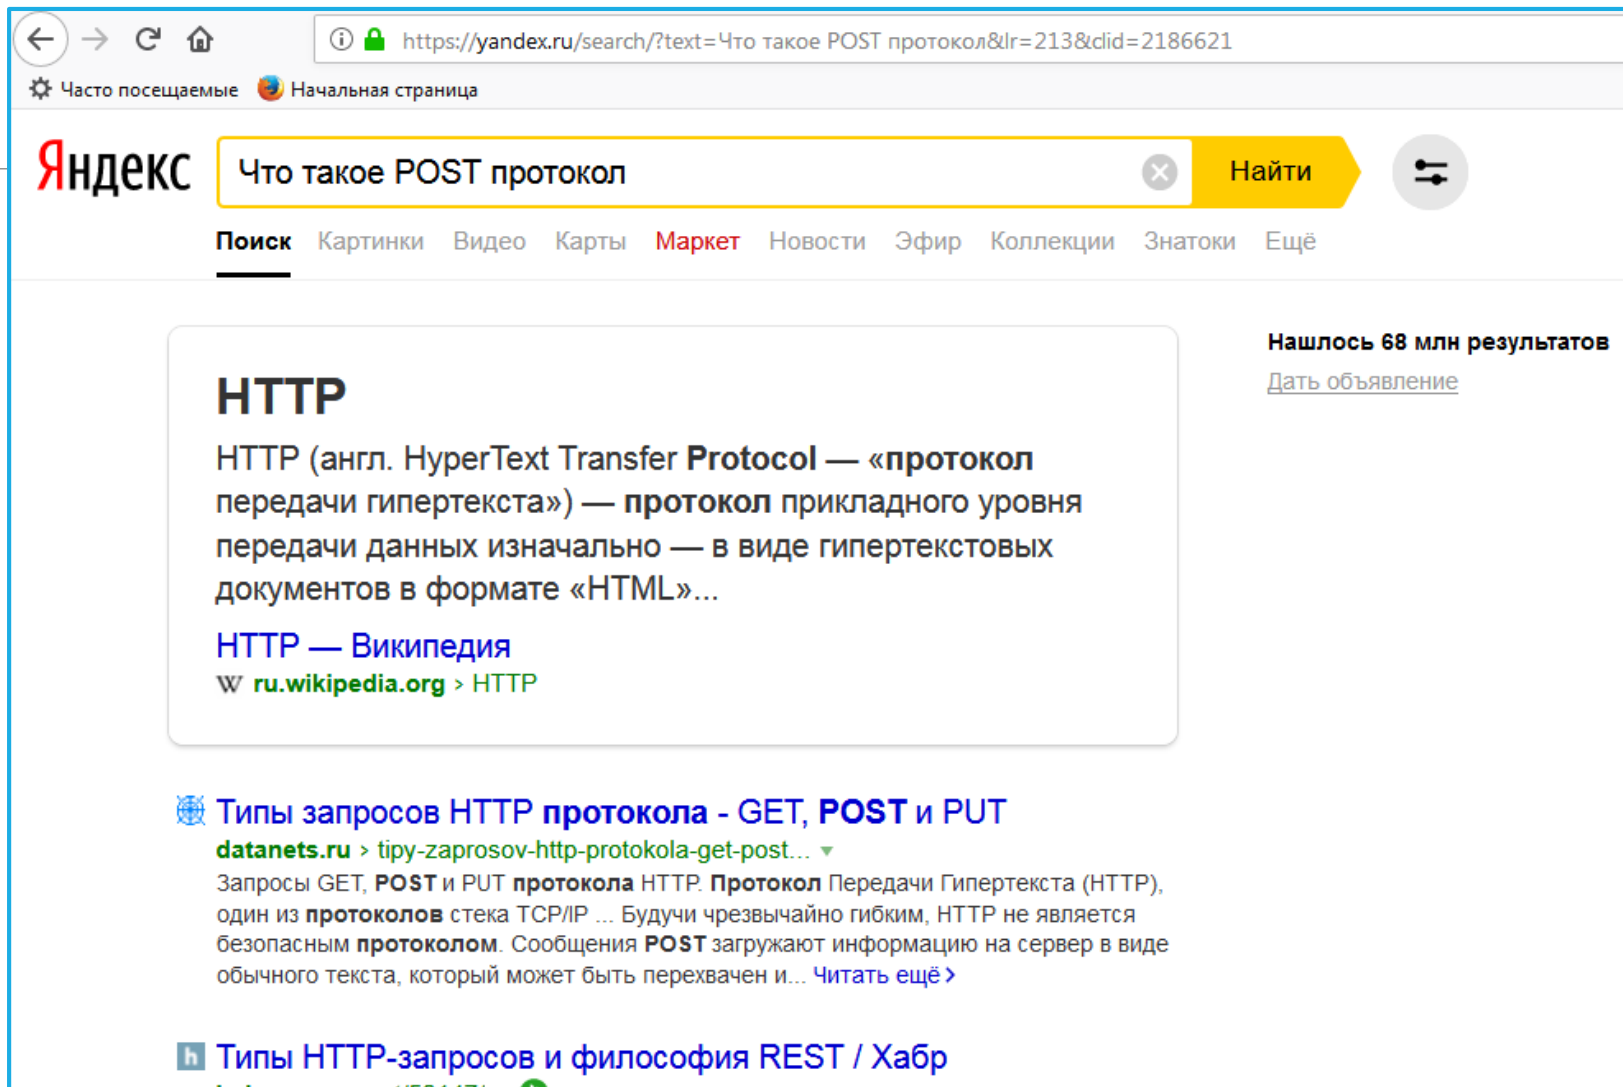 https://yandex.ru/search/?text=Что такое POST протокол&lr=213&clid=2186621
Часто посещаемые Начальная страница
Яндекс Что такое POST протокол Найти
Поиск Картинки Видео Карты Маркет Новости Эфир Коллекции Знатоки Ещё
Нашлось 68 млн результатов
Дать объявление
HTTP
HTTP (англ. HyperText Transfer Protocol — «протокол
передачи гипертекста») — протокол прикладного уровня
передачи данных изначально — в виде гипертекстовых
документов в формате «HTML»...
HTTP — Википедия
W ru.wikipedia.org > HTTP
Типы запросов HTTP протокола - GET, POST и PUT
datanets.ru > tipy-zaprosov-http-protokola-get-post...
Запросы GET, POST и PUT протокола HTTP. Протокол Передачи Гипертекста (HTTP),
один из протоколов стека TCP/IP ... Будучи чрезвычайно гибким, HTTP не является
безопасным протоколом. Сообщения POST загружают информацию на сервер в виде
обычного текста, который может быть перехвачен и... Читать ещё >
h Типы HTTP-запросов и философия REST / Хабр